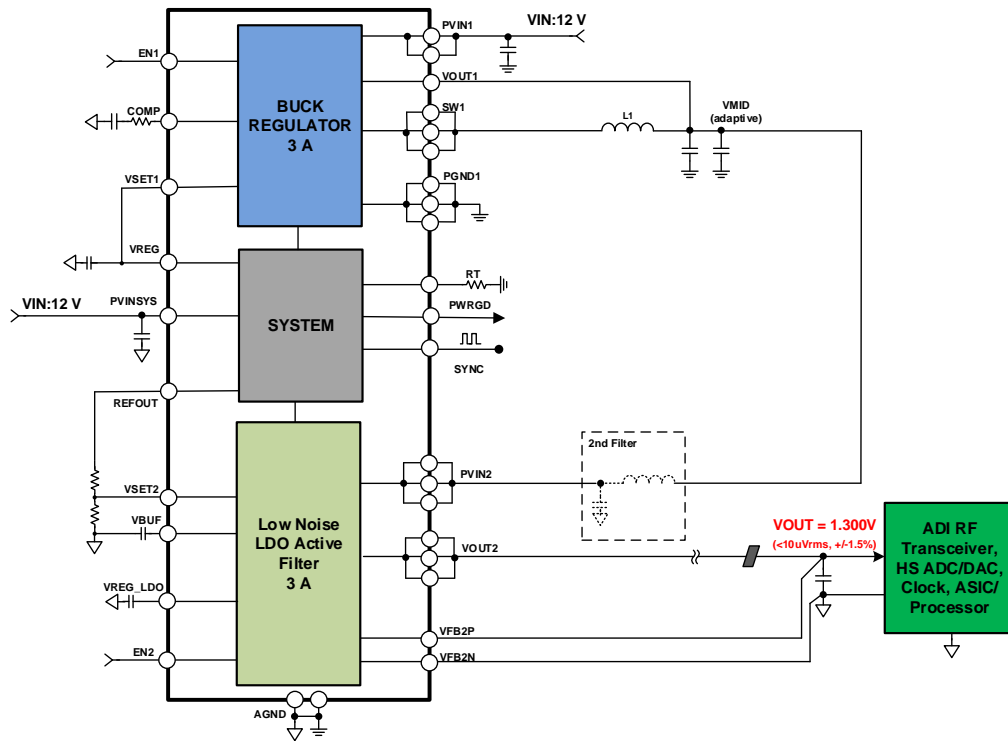 PVIN1
VIN:12 V
EN1
VOUT1
BUCK
REGULATOR
3 A
COMP
SW1
L1
VMID
(adaptive)
VSET1
PGND1
VREG
RT
VIN:12 V
PVINSYS
SYSTEM
PWRGD
SYNC
REFOUT
2nd Filter
PVIN2
VSET2
VBUF
Low Noise
LDO Active
Filter
3 A
VOUT2
VOUT = 1.300V
(<10uVrms, +/-1.5%)
ADI RF
Transceiver,
HS ADC/DAC,
Clock, ASIC/
Processor
VREG_LDO
VFB2P
EN2
VFB2N
AGND